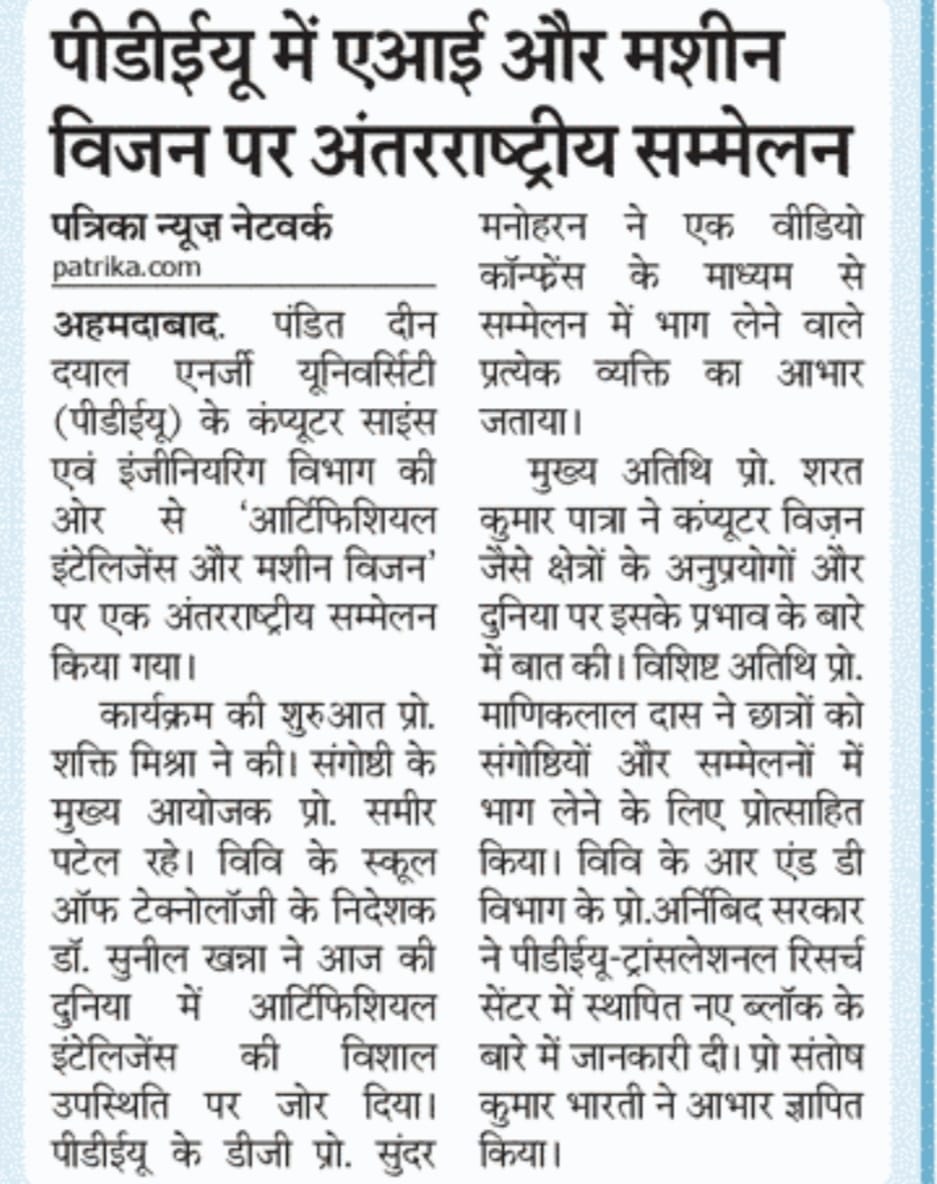 पीडीईयू में एआई और मशीन
विजन पर अंतरराष्ट्रीय सम्मेलन
पत्रिका न्यूज़ नेटवर्क
patrika.com
अहमदाबाद. पंडित दीन
दयाल एनर्जी यूनिवर्सिटी
(पीडीईयू) के कंप्यूटर साइंस
एवं इंजीनियरिंग विभाग की
ओर से ‘आर्टिफिशियल
इंटेलिजेंस और मशीन विजन’
पर एक अंतरराष्ट्रीय सम्मेलन
किया गया।
कार्यक्रम की शुरुआत प्रो.
शक्ति मिश्रा ने की। संगोष्ठी के
मुख्य आयोजक प्रो. समीर
पटेल रहे। विवि के स्कूल
ऑफ टेक्नोलॉजी के निदेशक
डॉ. सुनील खन्ना ने आज की
दुनिया में आर्टिफिशियल
इंटेलिजेंस की विशाल
उपस्थिति पर जोर दिया।
पीडीईयू के डीजी प्रो. सुंदर
मनोहरन ने एक वीडियो
कॉन्फ्रेंस के माध्यम से
सम्मेलन में भाग लेने वाले
प्रत्येक व्यक्ति का आभार
जताया।
मुख्य अतिथि प्रो. शरत
कुमार पात्रा ने कंप्यूटर विज़न
जैसे क्षेत्रों के अनुप्रयोगों और
दुनिया पर इसके प्रभाव के बारे
में बात की। विशिष्ट अतिथि प्रो.
माणिकलाल दास ने छात्रों को
संगोष्ठियों और सम्मेलनों में
भाग लेने के लिए प्रोत्साहित
किया। विवि के आर एंड डी
विभाग के प्रो.अर्निबिद सरकार
ने पीडीईयू-ट्रांसलेशनल रिसर्च
सेंटर में स्थापित नए ब्लॉक के
बारे में जानकारी दी। प्रो संतोष
कुमार भारती ने आभार ज्ञापित
किया।